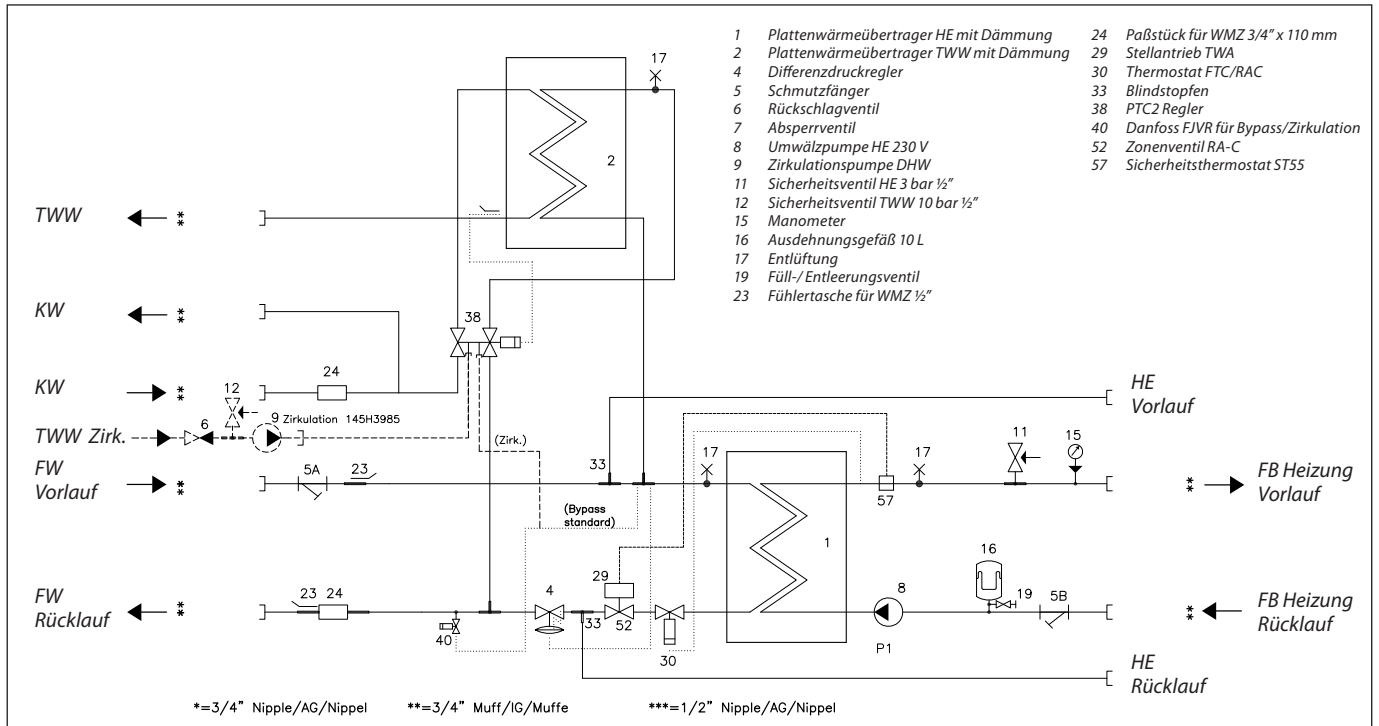 1 Plattenwärmeübertrager HE mit Dämmung
2 Plattenwärmeübertrager TWW mit Dämmung
4 Differenzdruckregler
5 Schmutzfänger
6 Rückschlagventil
7 Absperrventil
8 Umwälzpumpe HE 230 V
9 Zirkulationspumpe DHW
11 Sicherheitsventil HE 3 bar ½"
12 Sicherheitsventil TWW 10 bar ½"
15 Manometer
16 Ausdehnungsgefäß 10 L
17 Entlüftung
19 Füll-/ Entleerungsventil
23 Fühlertasche für WMZ ½"
24 Paßstück für WMZ 3/4" x 110 mm
29 Stellantrieb TWA
30 Thermostat FTC/RAC
33 Blindstopfen
38 PTC2 Regler
40 Danfoss FJVR für Bypass/Zirkulation
52 Zonenventil RA-C
57 Sicherheitsthermostat ST55
17
2
TWW **
KW **
38
KW ** 24
12
TWW Zirk. 6 9 Zirkulation 145H3985
(Zirk.)
HE
Vorlauf
FW
Vorlauf
** 5A 23 33 17 57 17 11 15 **
FB Heizung
Vorlauf
(Bypass
standard)
1
FW
Rücklauf
** 23 24 40 4 33 29 52 30 8 P1 16 19 5B **
FB Heizung
Rücklauf
HE
Rücklauf
*=3/4" Nipple/AG/Nippel **=3/4" Muff/IG/Muffe ***=1/2" Nipple/AG/Nippel